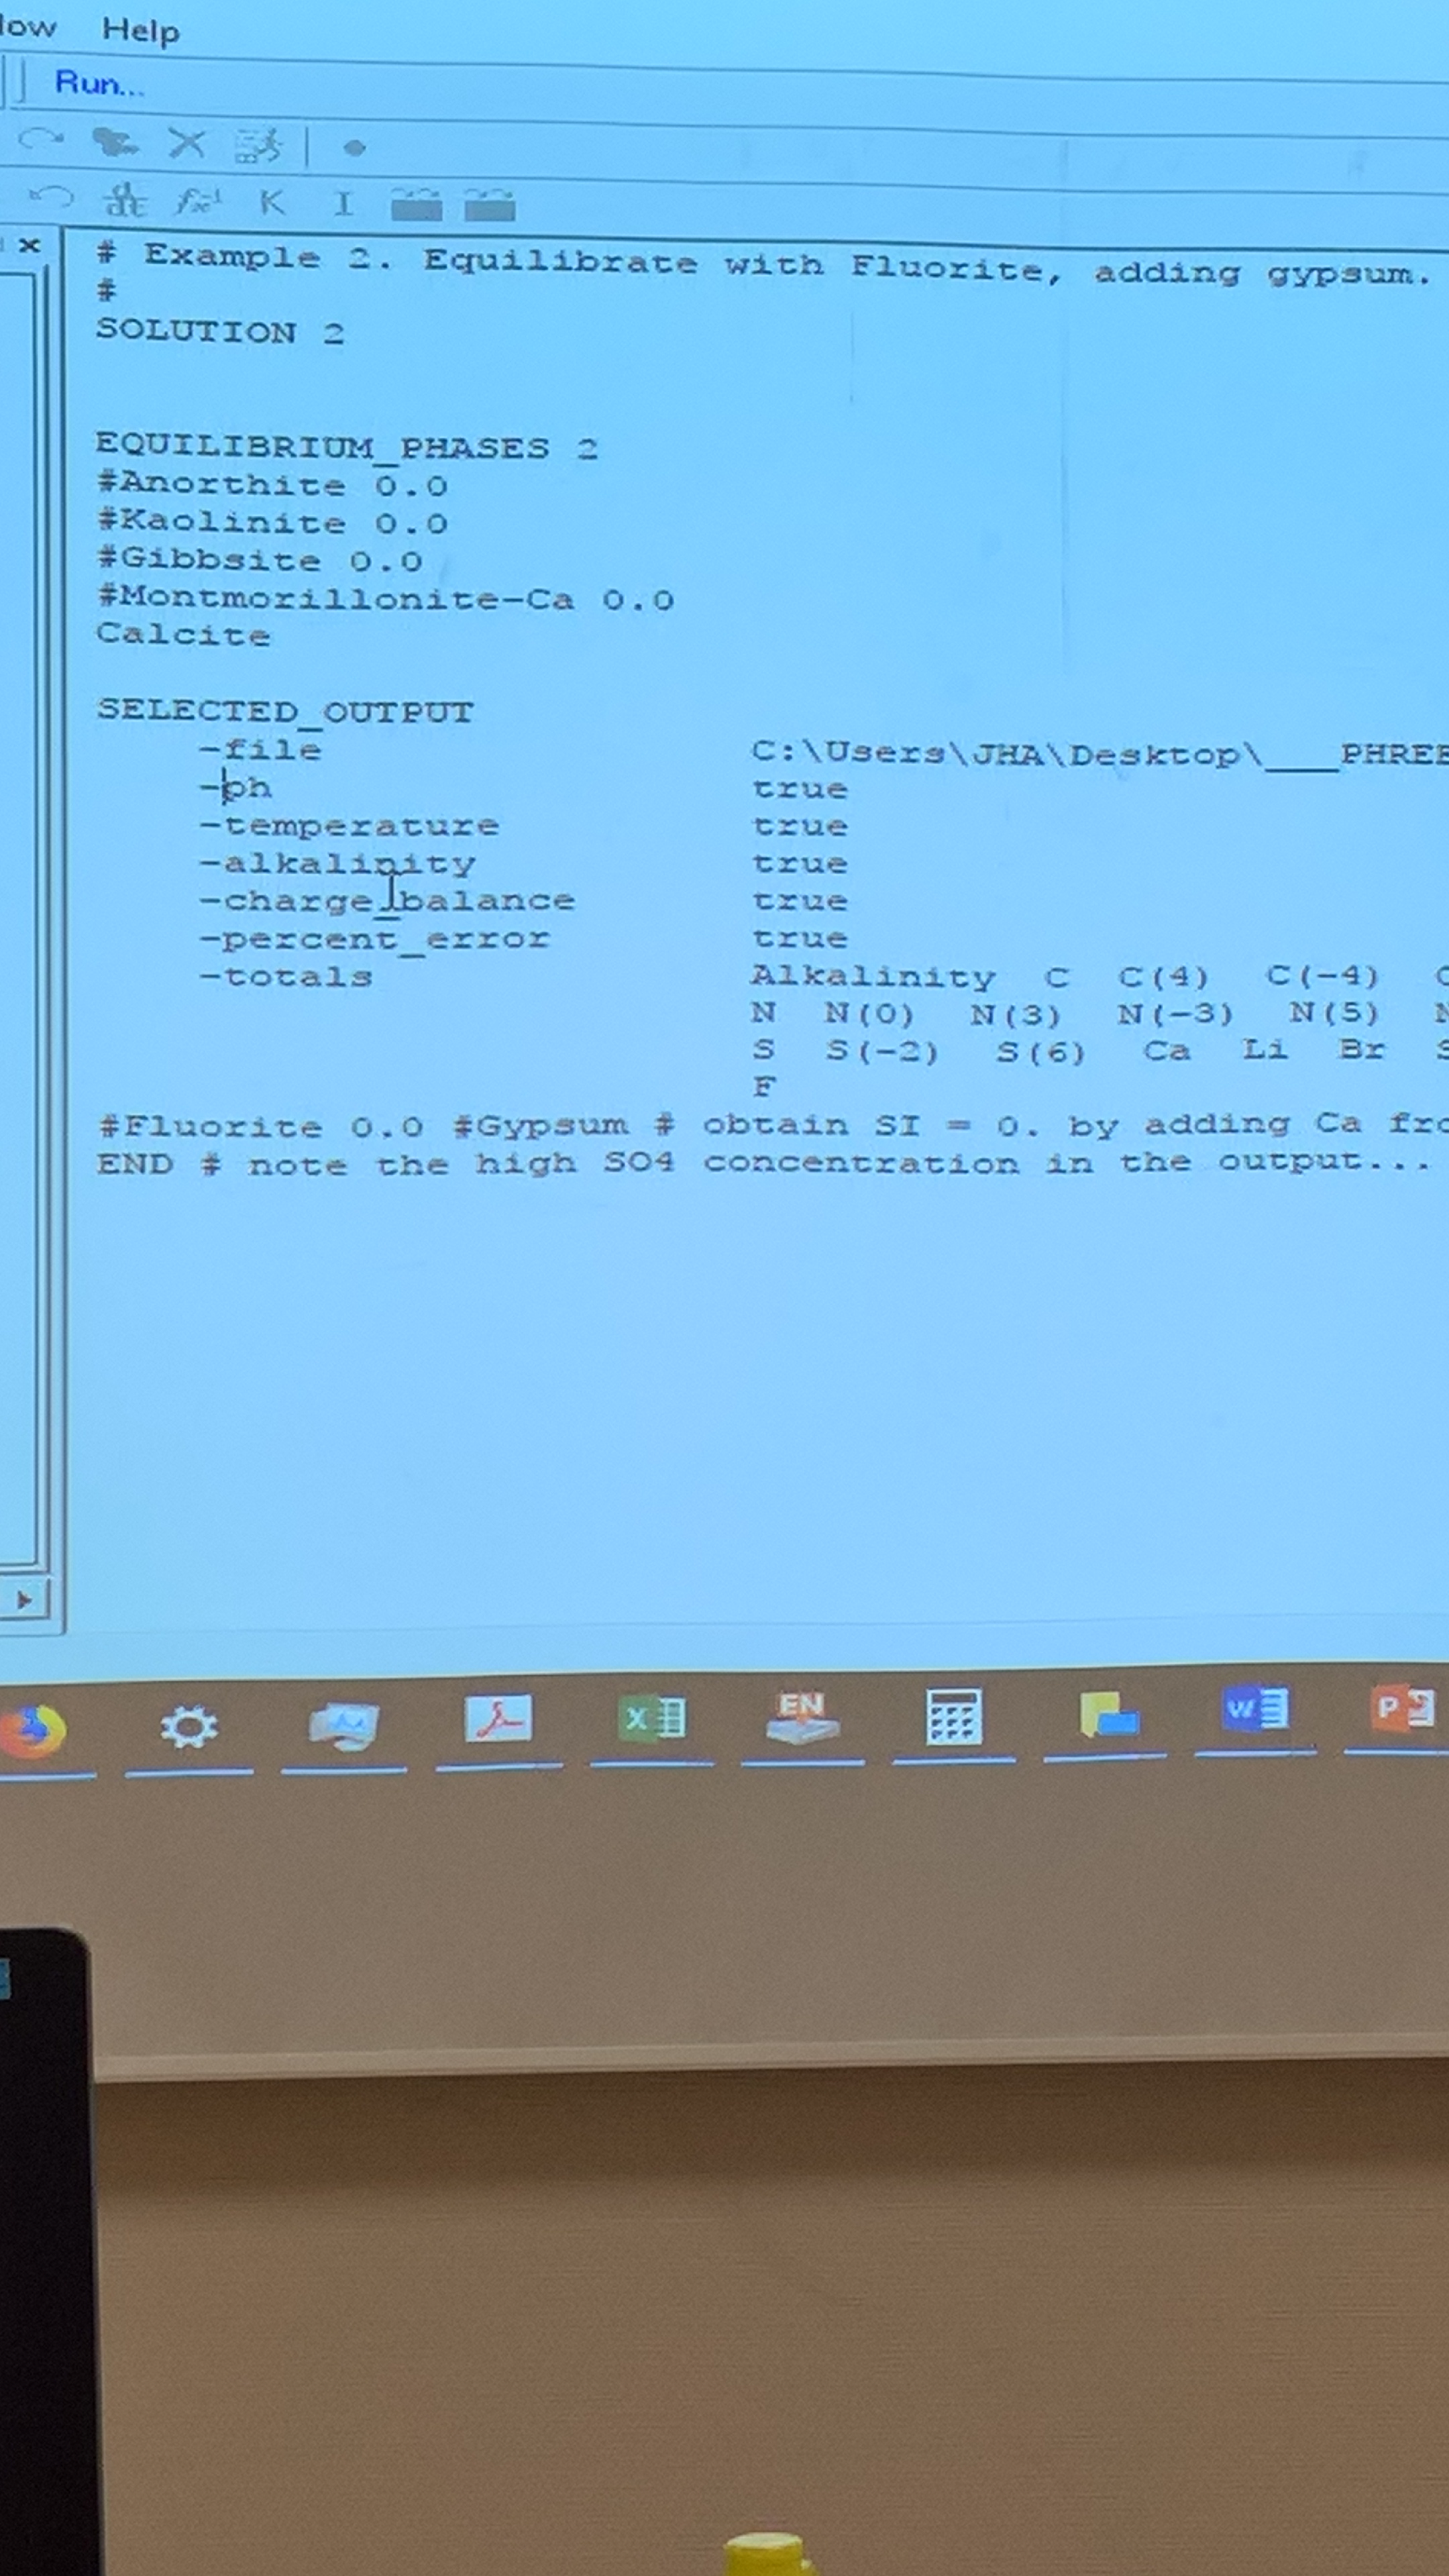 Help
Run...
K I
# Example 2. Equilibrate with Fluorite, adding gypsum.
#
SOLUTION 2
EQUILIBRIUM_PHASES 2
#Anorthite 0.0
#Kaolinite 0.0
#Gibbsite 0.0
#Montmorillonite-Ca 0.0
Calcite
SELECTED_OUTPUT
-file C:\Users\JHA\Desktop\___PHREE
-ph true
-temperature true
-alkalinity true
-charge_balance true
-percent_error true
-totals Alkalinity C C(4) C(-4)
N N(0) N(3) N(-3) N(5)
S S(-2) S(6) Ca Li Br
F
#Fluorite 0.0 #Gypsum # obtain SI = 0. by adding Ca
END # note the high SO4 concentration in the output...
EN